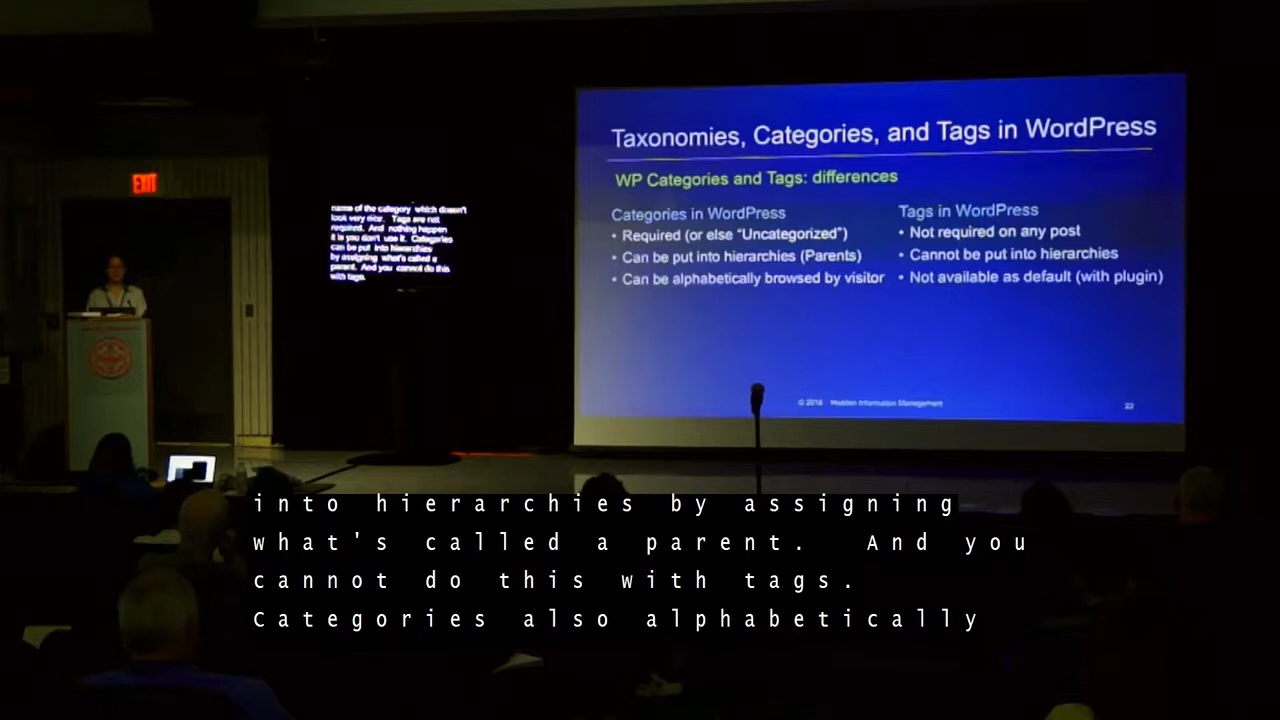 EXIT
name of the category which doesn't
look very nice. Tags are not
required. And nothing happen
it is you don't use it. Categories
can be put into hierarchies
by assigning what's called a
parent. And you cannot do this
with tags.
Taxonomies, Categories, and Tags in WordPress
WP Categories and Tags: differences
Categories in WordPress
• Required (or else "Uncategorized")
• Can be put into hierarchies (Parents)
• Can be alphabetically browsed by visitor
Tags in WordPress
• Not required on any post
• Cannot be put into hierarchies
• Not available as default (with plugin)
Information Management
into hierarchies by assigning
what's called a parent. And you
cannot do this with tags.
Categories also alphabetically